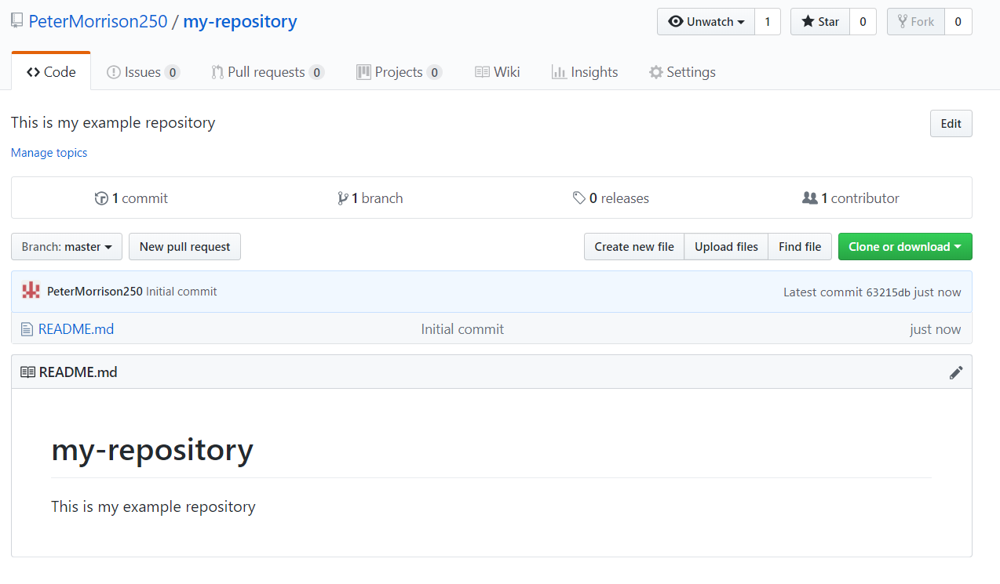 PeterMorrison250 / my-repository
Unwatch 1 Star 0 Fork 0
Code Issues 0 Pull requests 0 Projects 0 Wiki Insights Settings
This is my example repository
Edit
Manage topics
1 commit 1 branch 0 releases 1 contributor
Branch: master New pull request Create new file Upload files Find file Clone or download
PeterMorrison250 Initial commit Latest commit 63215db just now
README.md Initial commit just now
README.md
my-repository
This is my example repository